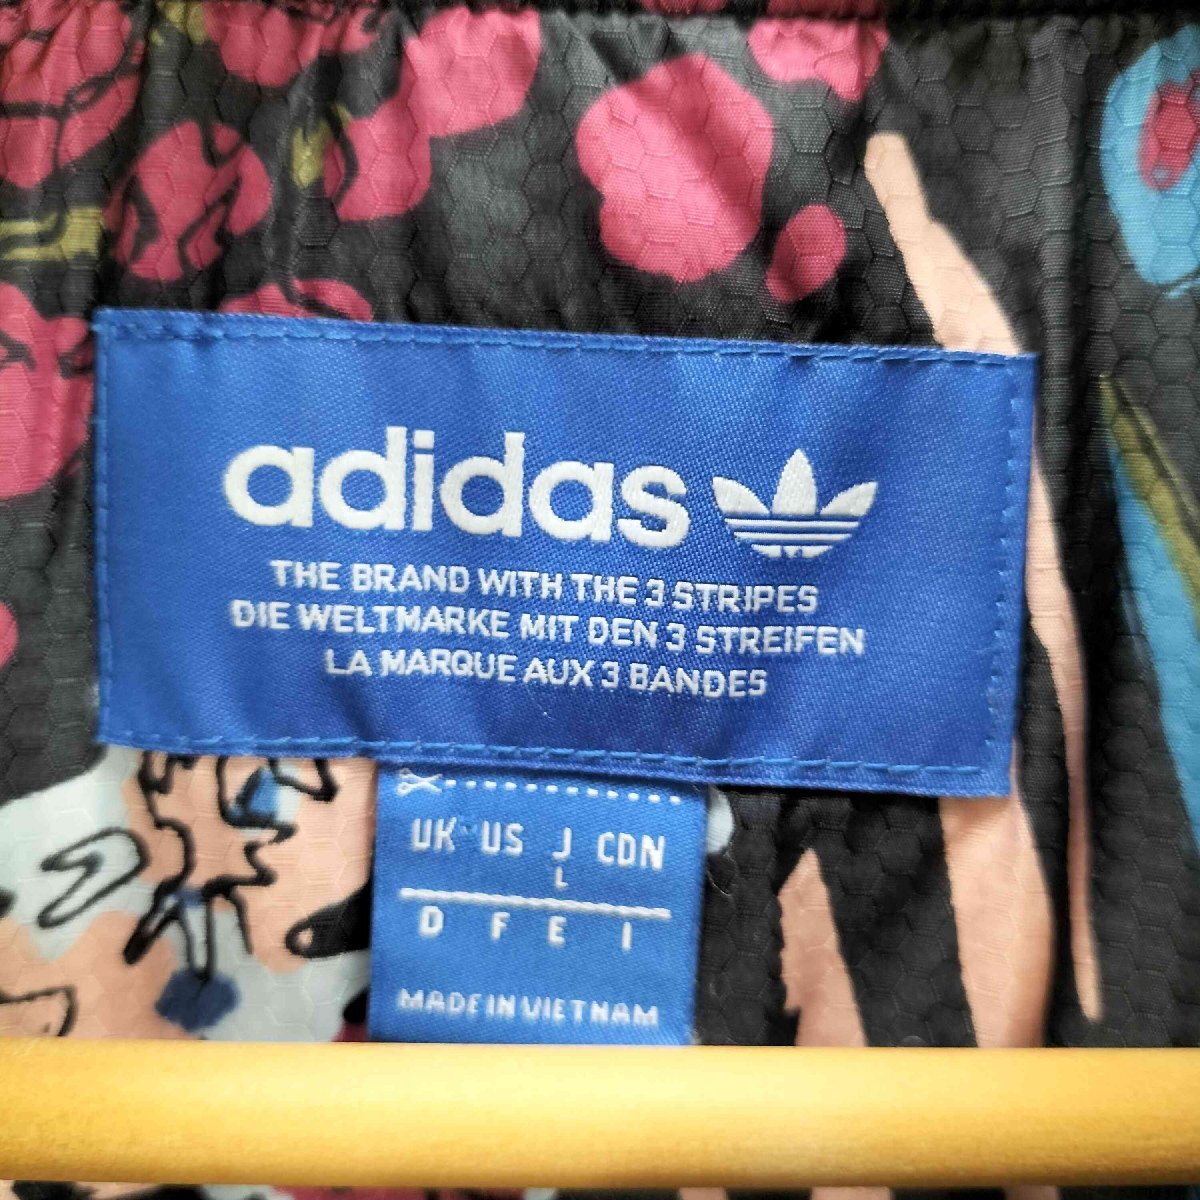 adidas
THE BRAND WITH THE 3 STRIPES
DIE WELTMARKE MIT DEN 3 STREIFEN
LA MARQUE AUX 3 BANDES
UK US J CDN
L
D F E I
MADE IN VIETNAM